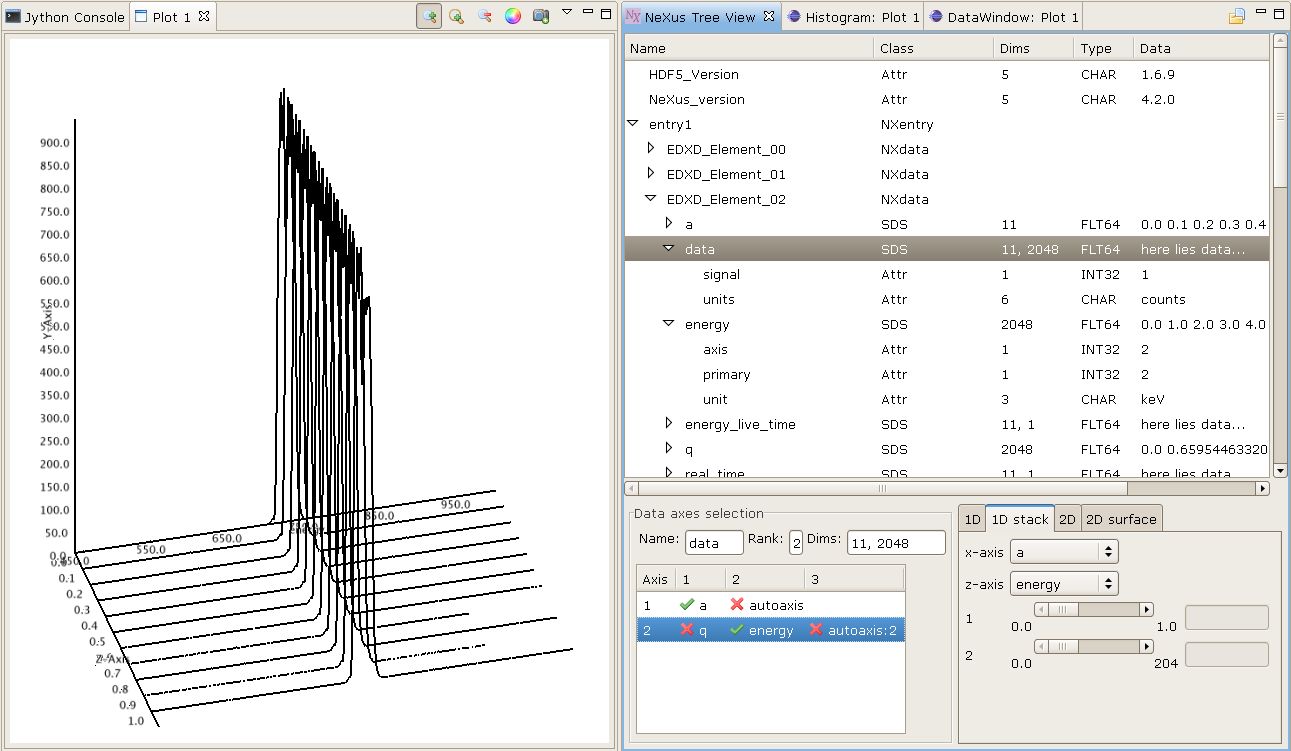 Jython Console Plot 1
NeXus Tree View Histogram: Plot 1 DataWindow: Plot 1
900.0
850.0
800.0
750.0
700.0
650.0
600.0
550.0
500.0
450.0
400.0
350.0
300.0
250.0
200.0
150.0
100.0
50.0
0.0
Y-Axis
550.0 650.0 850.0 950.0
energy
0.1
0.2
0.3
0.4
0.5
Z-Axis
0.7
0.8
0.9
1.0
Name Class Dims Type Data
HDF5_Version Attr 5 CHAR 1.6.9
NeXus_version Attr 5 CHAR 4.2.0
entry1 NXentry
EDXD_Element_00 NXdata
EDXD_Element_01 NXdata
EDXD_Element_02 NXdata
a SDS 11 FLT64 0.0 0.1 0.2 0.3 0.4
data SDS 11, 2048 FLT64 here lies data...
signal Attr 1 INT32 1
units Attr 6 CHAR counts
energy SDS 2048 FLT64 0.0 1.0 2.0 3.0 4.0
axis Attr 1 INT32 2
primary Attr 1 INT32 2
unit Attr 3 CHAR keV
energy_live_time SDS 11, 1 FLT64 here lies data...
q SDS 2048 FLT64 0.0 0.65954463320
real_time SDS 11, 1 FLT64 here lies data
Data axes selection
Name: data Rank: 2 Dims: 11, 2048
Axis 1 2 3
1 a autoaxis
2 q energy autoaxis:2
1D 1D stack 2D 2D surface
x-axis a
z-axis energy
1 0.0 1.0
2 0.0 204